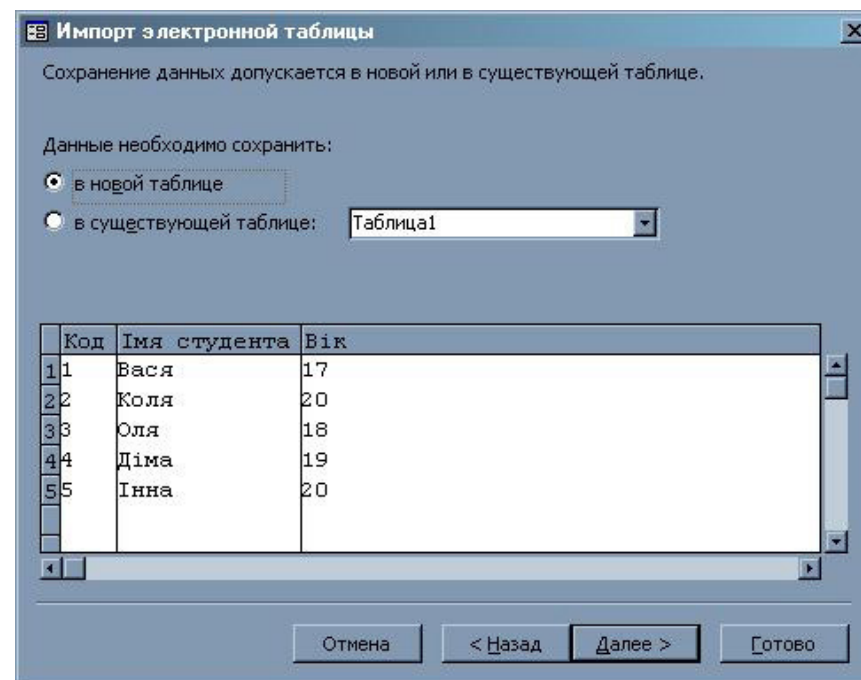 Импорт электронной таблицы
Сохранение данных допускается в новой или в существующей таблице.
Данные необходимо сохранить:
в новой таблице
в существующей таблице: Таблица1
Код Імя студента Вік
1 1 Вася 17
2 2 Коля 20
3 3 Оля 18
4 4 Діма 19
5 5 Інна 20
Отмена < Назад Далее > Готово